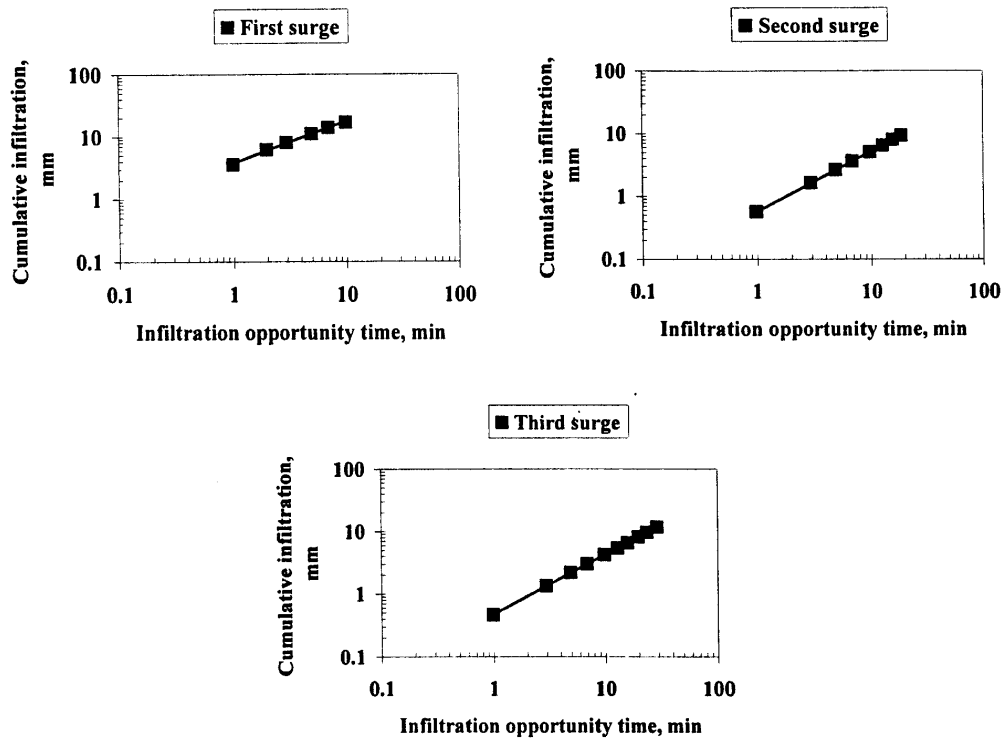 ■ First surge
Cumulative infiltration,
mm
100
10
1
0.1
0.1 1 10 100
Infiltration opportunity time, min
■ Second surge
Cumulative infiltration,
mm
100
10
1
0.1
0.1 1 10 100
Infiltration opportunity time, min
■ Third surge
Cumulative infiltration,
mm
100
10
1
0.1
0.1 1 10 100
Infiltration opportunity time, min